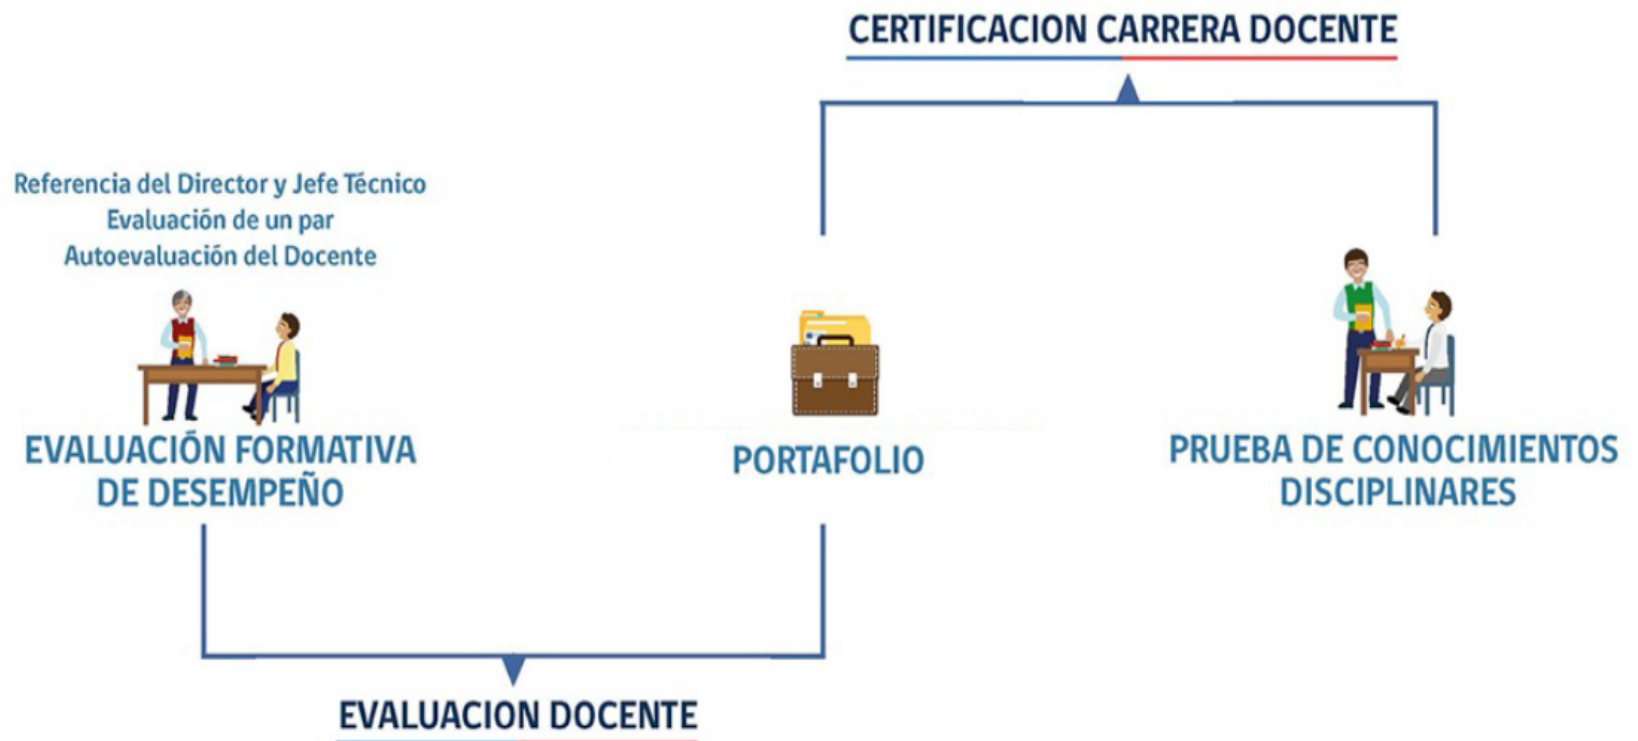 CERTIFICACION CARRERA DOCENTE
Referencia del Director y Jefe Técnico
Evaluación de un par
Autoevaluación del Docente
EVALUACIÓN FORMATIVA
DE DESEMPEÑO
PORTAFOLIO
PRUEBA DE CONOCIMIENTOS
DISCIPLINARES
EVALUACION DOCENTE